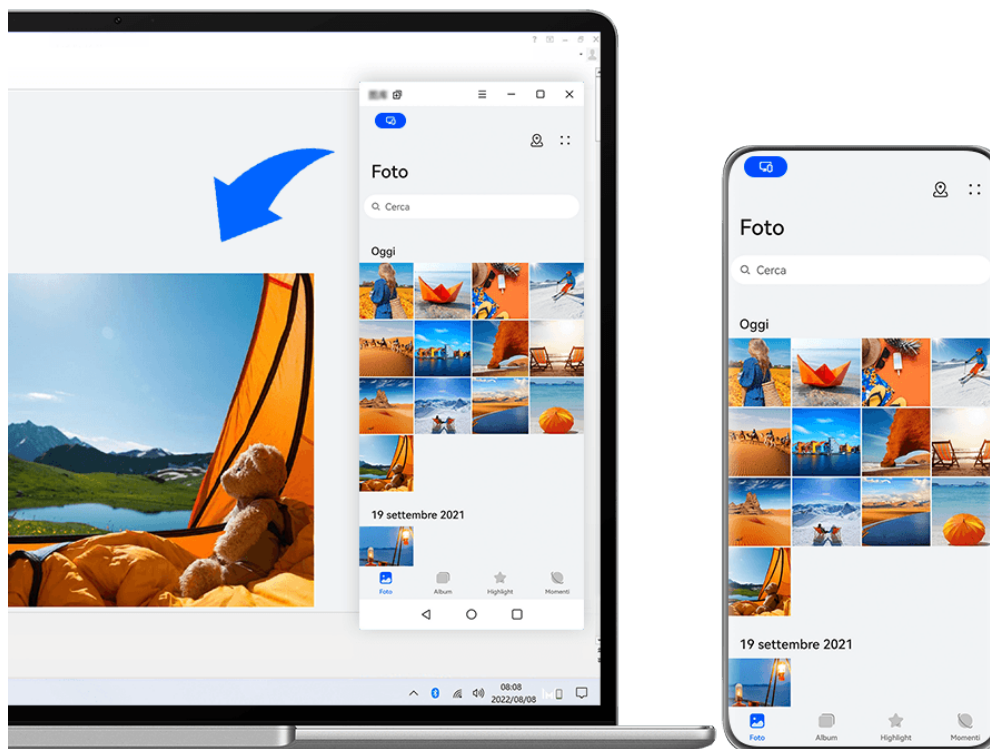 Foto
Cerca
Oggi
19 settembre 2021
Foto Album Highlight Momenti
08:08
2022/08/08
Foto
Cerca
Oggi
19 settembre 2021
Foto Album Highlight Momenti